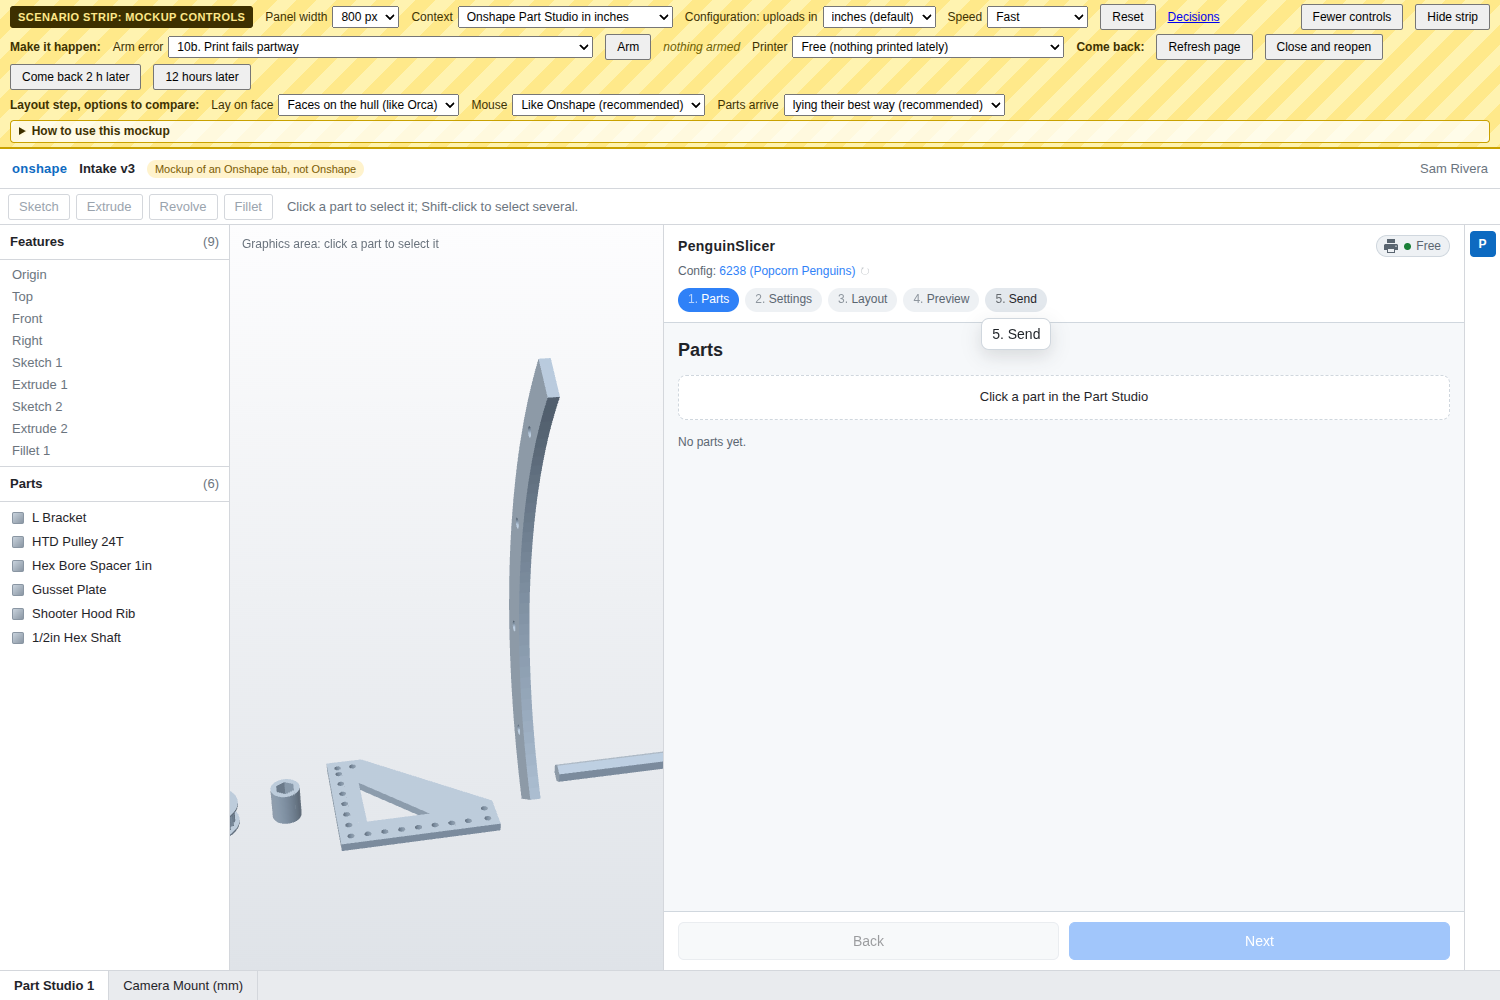 SCENARIO STRIP: MOCKUP CONTROLS Panel width 800 px Context Onshape Part Studio in inches Configuration: uploads in inches (default) Speed Fast Reset Decisions Fewer controls Hide strip
Make it happen: Arm error 10b. Print fails partway Arm nothing armed Printer Free (nothing printed lately) Come back: Refresh page Close and reopen
Come back 2 h later 12 hours later
Layout step, options to compare: Lay on face Faces on the hull (like Orca) Mouse Like Onshape (recommended) Parts arrive lying their best way (recommended)
How to use this mockup
onshape Intake v3 Mockup of an Onshape tab, not Onshape Sam Rivera
Sketch Extrude Revolve Fillet Click a part to select it; Shift-click to select several.
Features (9)
Origin
Top
Front
Right
Sketch 1
Extrude 1
Sketch 2
Extrude 2
Fillet 1
Parts (6)
L Bracket
HTD Pulley 24T
Hex Bore Spacer 1in
Gusset Plate
Shooter Hood Rib
1/2in Hex Shaft
Graphics area: click a part to select it
PenguinSlicer Free
Config: 6238 (Popcorn Penguins)
1. Parts 2. Settings 3. Layout 4. Preview 5. Send
5. Send
Parts
Click a part in the Part Studio
No parts yet.
Back Next
P
Part Studio 1 Camera Mount (mm)